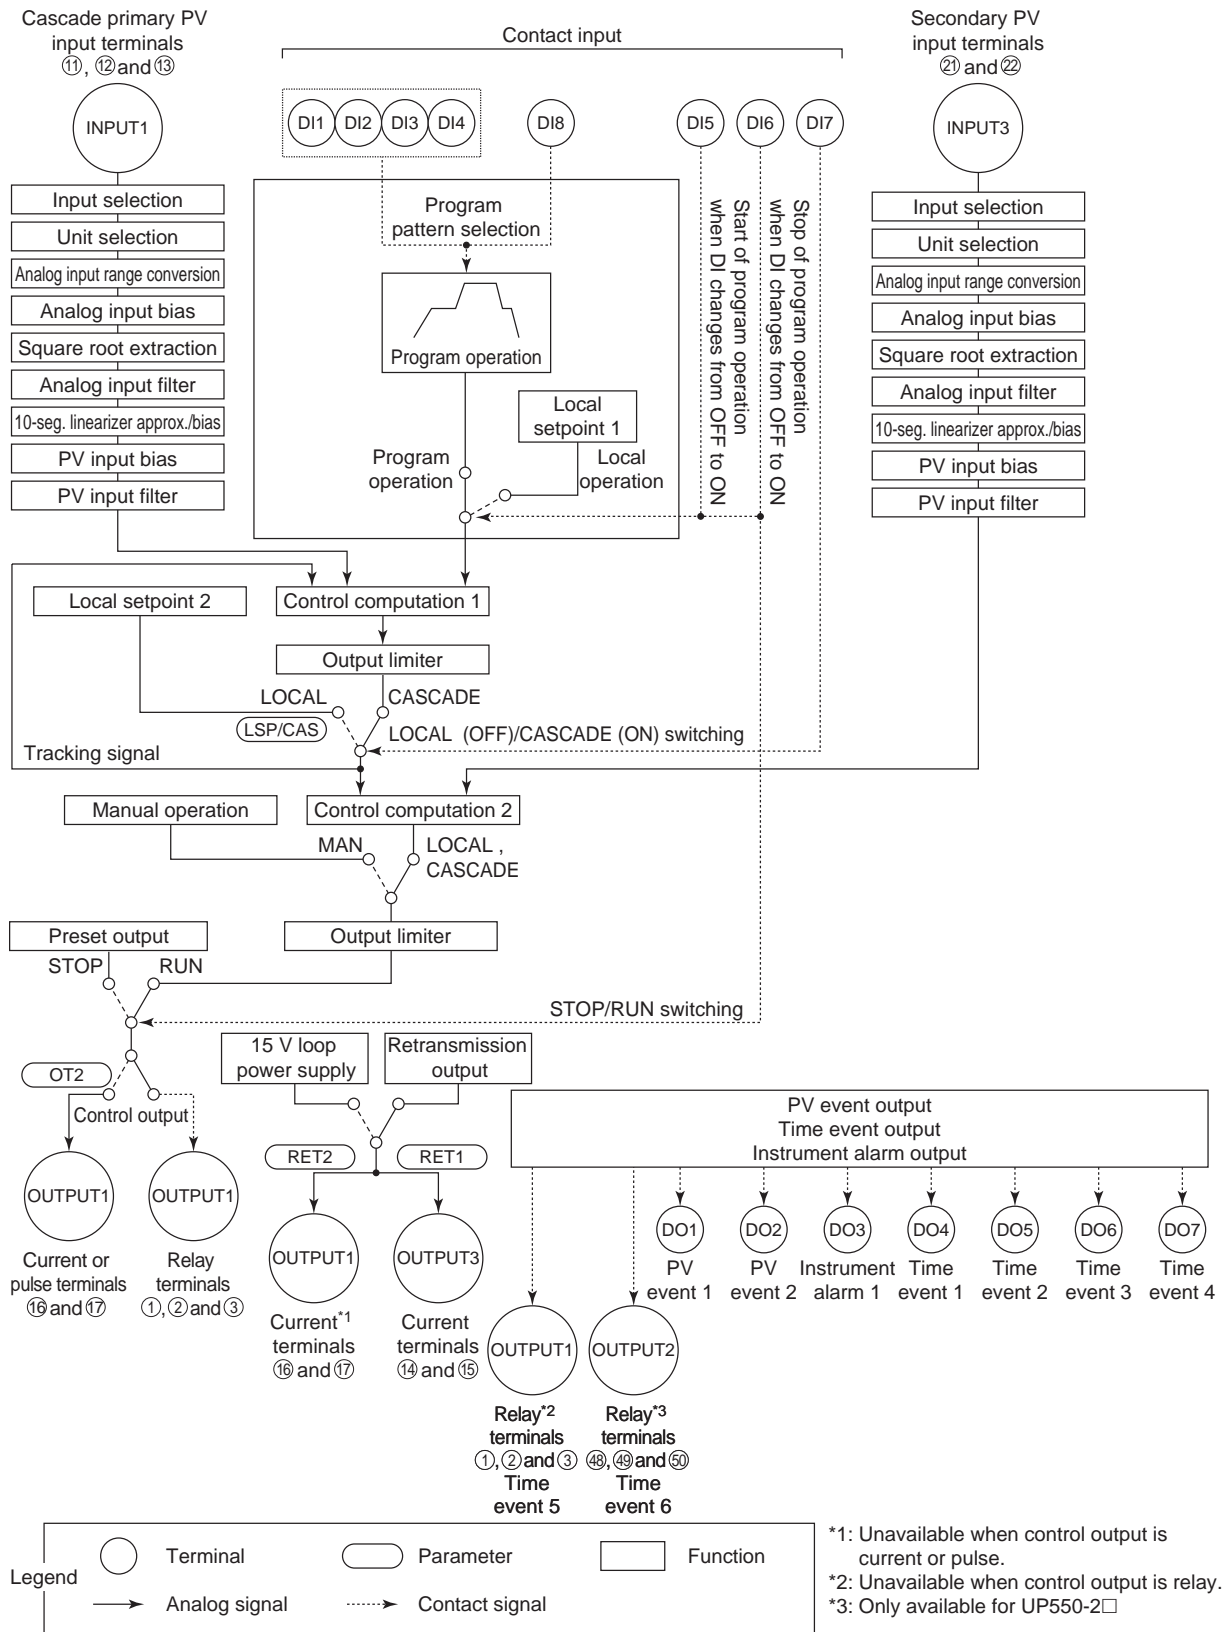 Cascade primary PV
input terminals
⑪, ⑫ and ⑬
Contact input
Secondary PV
input terminals
㉑ and ㉒
INPUT1
DI1
DI2
DI3
DI4
DI8
DI5
DI6
DI7
INPUT3
Input selection
Unit selection
Analog input range conversion
Analog input bias
Square root extraction
Analog input filter
10-seg. linearizer approx./bias
PV input bias
PV input filter
Program
pattern selection
Program operation
Local
setpoint 1
Program
operation
Local
operation
Start of program operation
when DI changes from OFF to ON
Stop of program operation
when DI changes from OFF to ON
Input selection
Unit selection
Analog input range conversion
Analog input bias
Square root extraction
Analog input filter
10-seg. linearizer approx./bias
PV input bias
PV input filter
Local setpoint 2
Control computation 1
Output limiter
LOCAL
CASCADE
LSP/CAS
LOCAL (OFF)/CASCADE (ON) switching
Tracking signal
Manual operation
Control computation 2
MAN
LOCAL ,
CASCADE
Preset output
Output limiter
STOP
RUN
STOP/RUN switching
15 V loop
power supply
Retransmission
output
OT2
Control output
RET2
RET1
PV event output
Time event output
Instrument alarm output
OUTPUT1
OUTPUT1
OUTPUT1
OUTPUT3
DO1
DO2
DO3
DO4
DO5
DO6
DO7
Current or
pulse terminals
⑯ and ⑰
Relay
terminals
①, ② and ③
PV
event 1
PV
event 2
Instrument
alarm 1
Time
event 1
Time
event 2
Time
event 3
Time
event 4
Current*1
terminals
⑯ and ⑰
Current
terminals
⑭ and ⑮
OUTPUT1
OUTPUT2
Relay*2
terminals
①, ② and ③
Time
event 5
Relay*3
terminals
㊽, ㊾ and ㊿
Time
event 6
Legend
Terminal
Parameter
Function
Analog signal
Contact signal
*1: Unavailable when control output is
current or pulse.
*2: Unavailable when control output is relay.
*3: Only available for UP550-2□